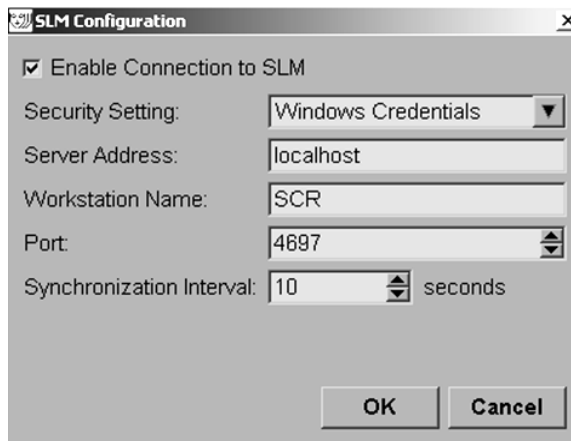 SLM Configuration
Enable Connection to SLM
Security Setting: Windows Credentials
Server Address: localhost
Workstation Name: SCR
Port: 4697
Synchronization Interval: 10 seconds
OK Cancel